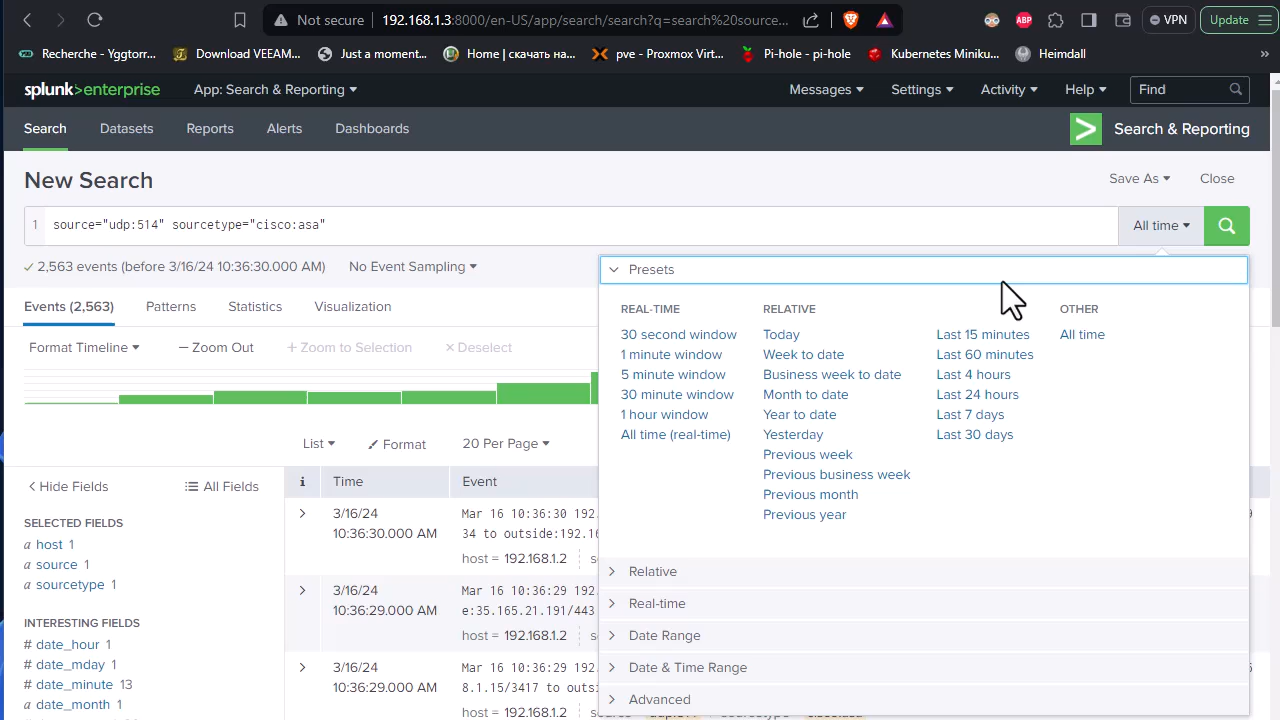 Not secure 192.168.1.3:8000/en-US/app/search/search?q=search%20source... ABP VPN Update
Recherche - Yggtorr... Download VEEAM... Just a moment... Home | скачать на... pve - Proxmox Virt... Pi-hole - pi-hole Kubernetes Miniku... Heimdall »
splunk>enterprise App: Search & Reporting Messages Settings Activity Help Find
Search Datasets Reports Alerts Dashboards Search & Reporting
New Search Save As Close
1 source="udp:514" sourcetype="cisco:asa" All time
2,563 events (before 3/16/24 10:36:30.000 AM) No Event Sampling
Presets
Events (2,563) Patterns Statistics Visualization
Format Timeline — Zoom Out + Zoom to Selection × Deselect
REAL-TIME RELATIVE OTHER
30 second window Today Last 15 minutes All time
1 minute window Week to date Last 60 minutes
5 minute window Business week to date Last 4 hours
30 minute window Month to date Last 24 hours
1 hour window Year to date Last 7 days
All time (real-time) Yesterday Last 30 days
Previous week
Previous business week
Previous month
Previous year
Relative
Real-time
Date Range
Date & Time Range
Advanced
List Format 20 Per Page
Hide Fields All Fields
SELECTED FIELDS
a host 1
a source 1
a sourcetype 1
INTERESTING FIELDS
# date_hour 1
# date_mday 1
# date_minute 13
a date_month 1
i Time Event
3/16/24 Mar 16 10:36:30 192.
10:36:30.000 AM 34 to outside:192.16
host = 192.168.1.2
3/16/24 Mar 16 10:36:29 192.
10:36:29.000 AM e:35.165.21.191/443
host = 192.168.1.2
3/16/24 Mar 16 10:36:29 192.
10:36:29.000 AM 8.1.15/3417 to outs
host = 192.168.1.2